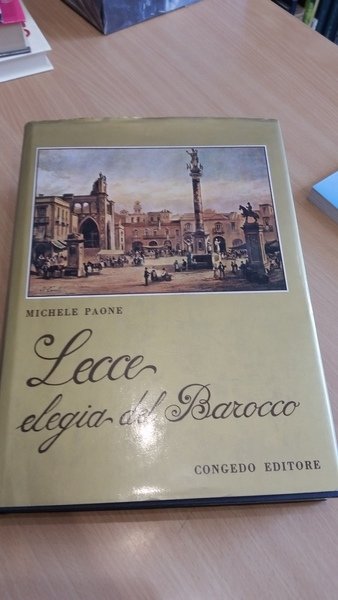 MICHELE PAONE
Lecce
elegia del Barocco
CONGEDO EDITORE